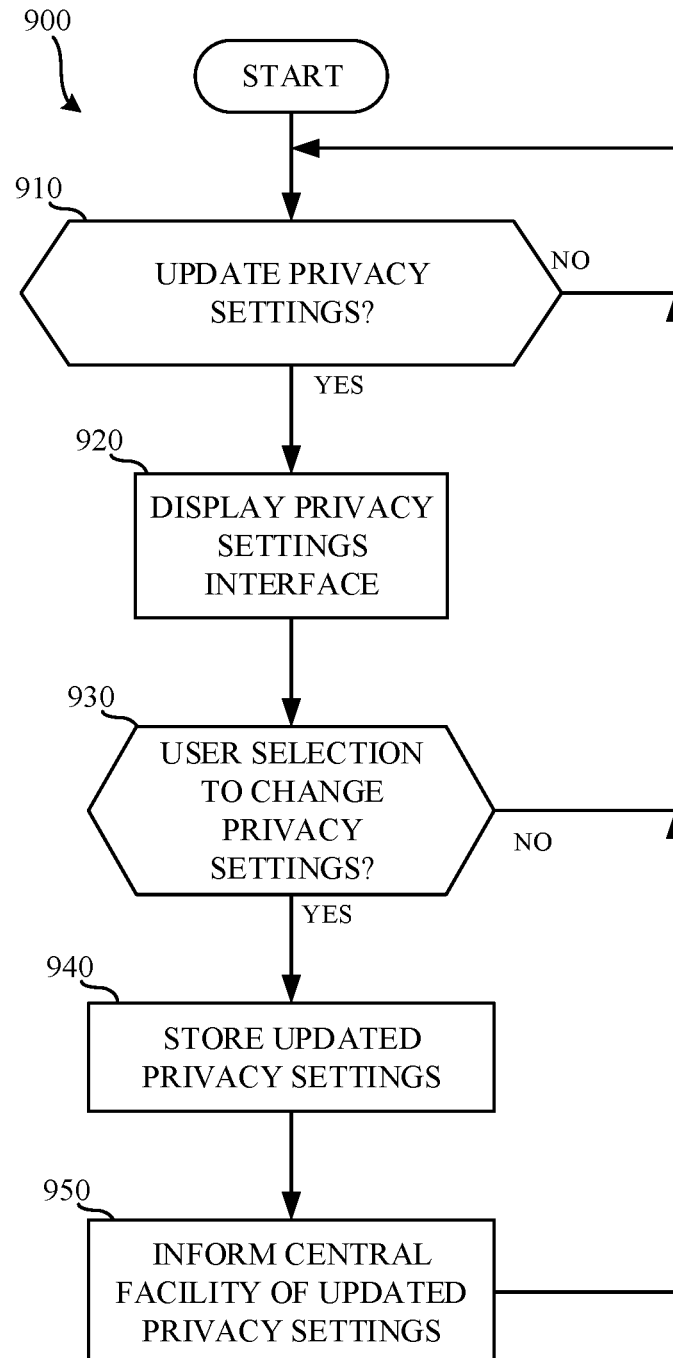 900
START
910
UPDATE PRIVACY
SETTINGS?
NO
YES
920
DISPLAY PRIVACY
SETTINGS
INTERFACE
930
USER SELECTION
TO CHANGE
PRIVACY
SETTINGS?
NO
YES
940
STORE UPDATED
PRIVACY SETTINGS
950
INFORM CENTRAL
FACILITY OF UPDATED
PRIVACY SETTINGS